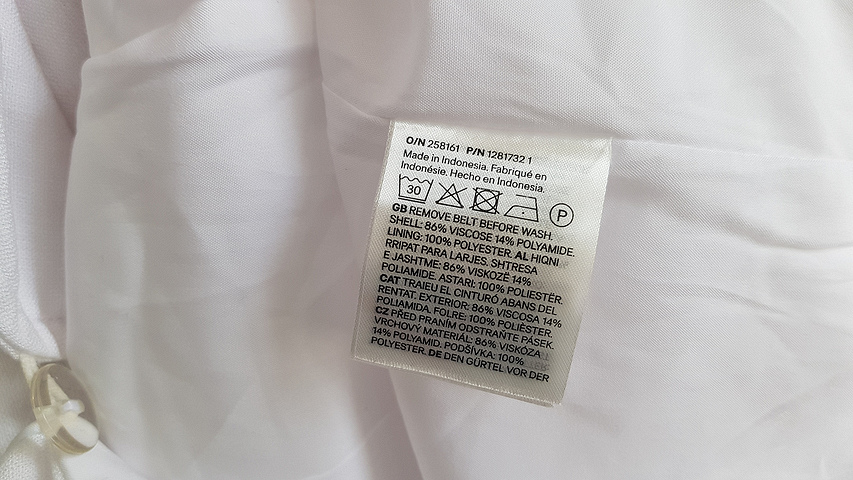 O/N 258161 P/N 1281732 1
Made in Indonesia. Fabriqué en
Indonésie. Hecho en Indonesia.
30 P
GB REMOVE BELT BEFORE WASH.
SHELL: 86% VISCOSE 14% POLYAMIDE.
LINING: 100% POLYESTER. AL HIQNI
RRIPAT PARA LARJES. SHTRESA
E JASHTME: 86% VISKOZË 14%
POLIAMIDE. ASTARI: 100% POLIESTËR.
CAT TRAIEU EL CINTURÓ ABANS DEL
RENTAT. EXTERIOR: 86% VISCOSA 14%
POLIAMIDA. FOLRE: 100% POLIÈSTER.
CZ PŘED PRANÍM ODSTRAŇTE PÁSEK.
VRCHOVÝ MATERIÁL: 86% VISKÓZA
14% POLYAMID. PODŠÍVKA: 100%
POLYESTER. DE DEN GÜRTEL VOR DER